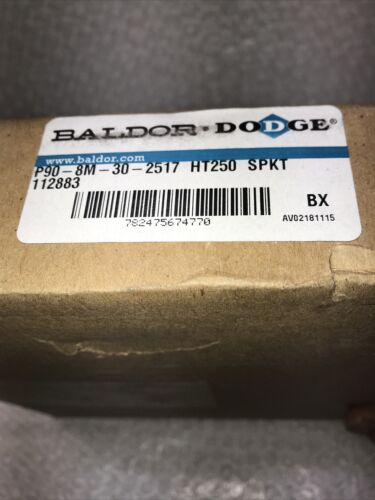 BALDOR · DODGE®
www.baldor.com
P90-8M-30-2517 HT250 SPKT
112883
BX
782475674770
AV02181115